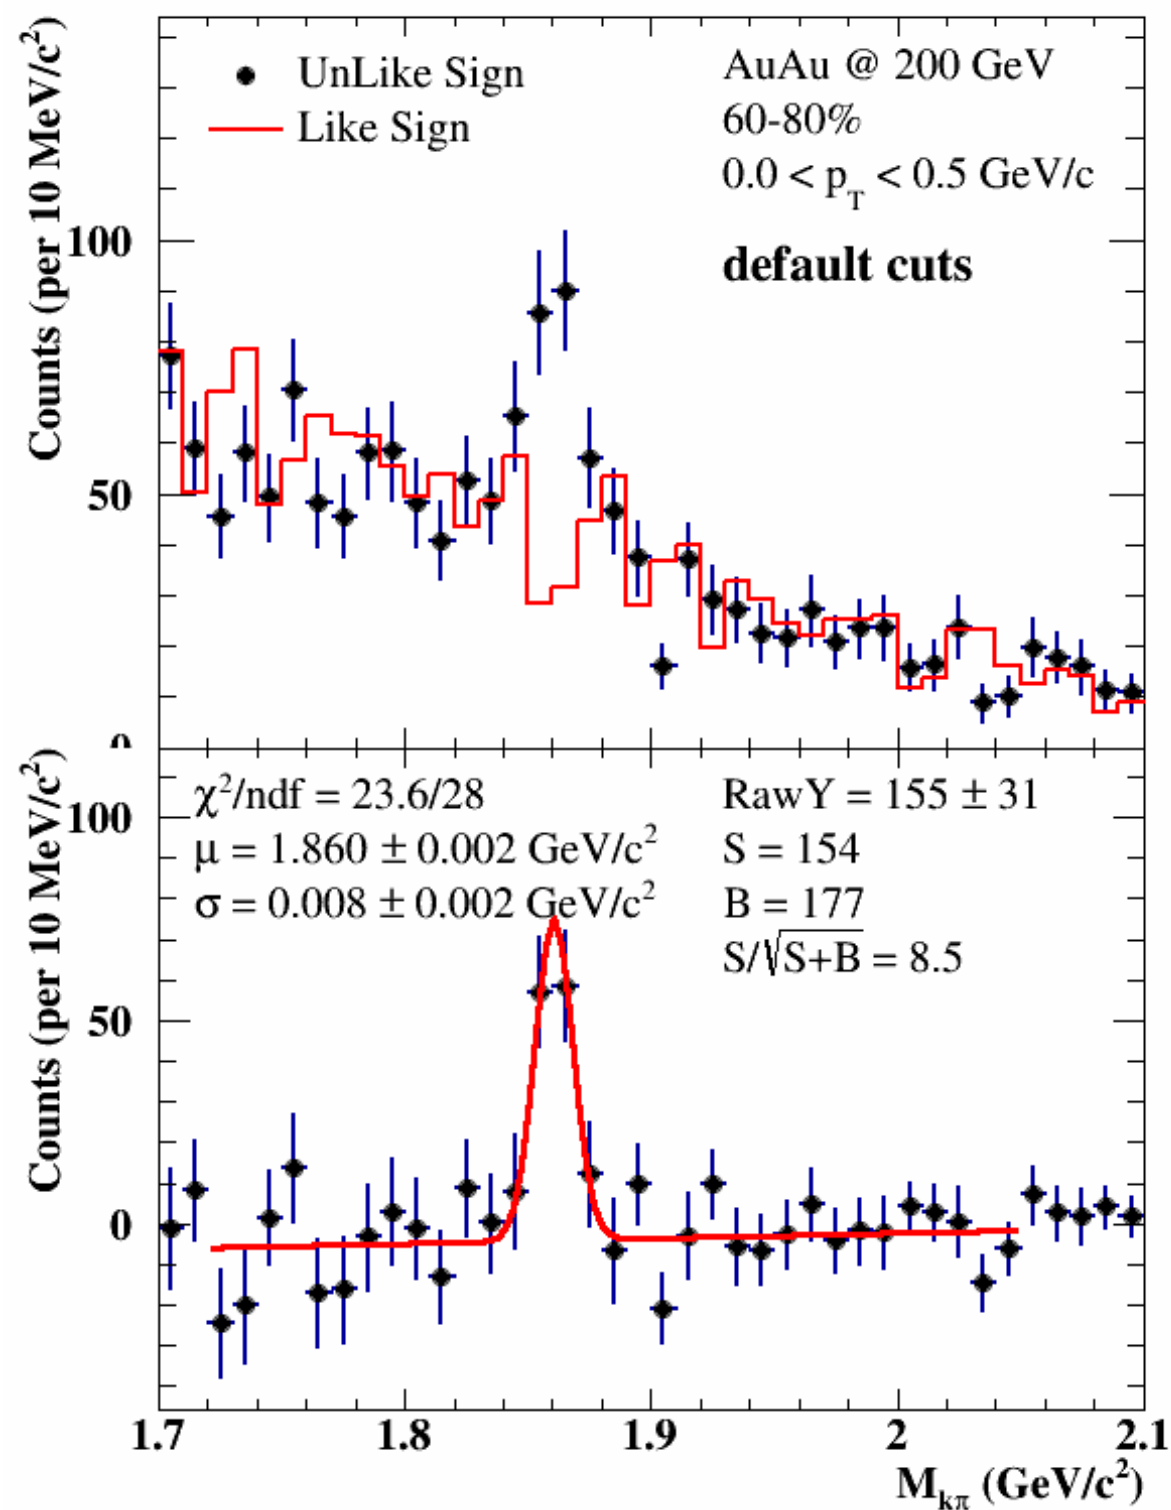 Counts (per 10 MeV/c²)
UnLike Sign
Like Sign
AuAu @ 200 GeV
60-80%
0.0 < p_T < 0.5 GeV/c
default cuts
100
50
0
Counts (per 10 MeV/c²)
χ²/ndf = 23.6/28
μ = 1.860 ± 0.002 GeV/c²
σ = 0.008 ± 0.002 GeV/c²
RawY = 155 ± 31
S = 154
B = 177
S/√S+B = 8.5
100
50
0
1.7 1.8 1.9 2 2.1
M_kπ (GeV/c²)